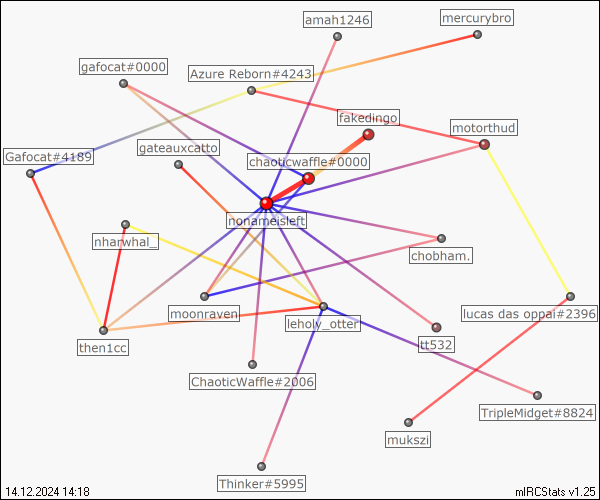 amah1246
mercurybro
gafocat#0000
Azure Reborn#4243
fakedingo
motorthud
gateauxcatto
Gafocat#4189
chaoticwaffle#0000
nonameisleft
nharwhal_
chobham.
moonraven
lucas das oppai#2396
leholy_otter
then1cc
tt532
ChaoticWaffle#2006
TripleMidget#8824
mukszi
Thinker#5995
14.12.2024 14:18
mIRCStats v1.25